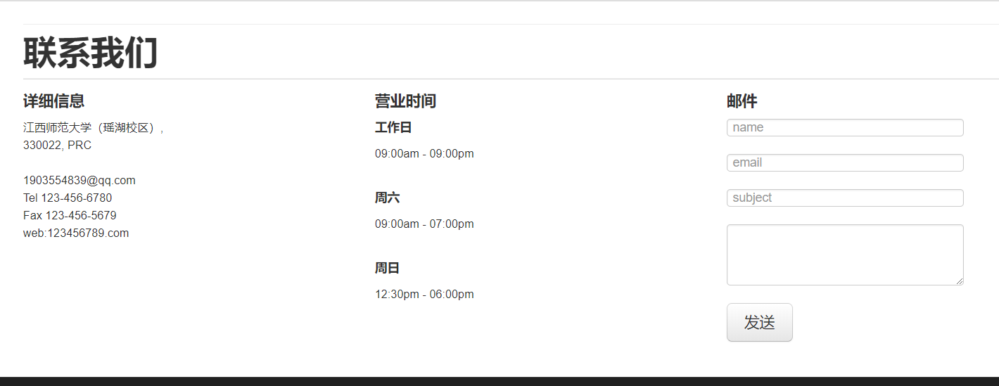 联系我们
详细信息
江西师范大学（瑶湖校区）,
330022, PRC
1903554839@qq.com
Tel 123-456-6780
Fax 123-456-5679
web:123456789.com
营业时间
工作日
09:00am - 09:00pm
周六
09:00am - 07:00pm
周日
12:30pm - 06:00pm
邮件
name
email
subject
发送